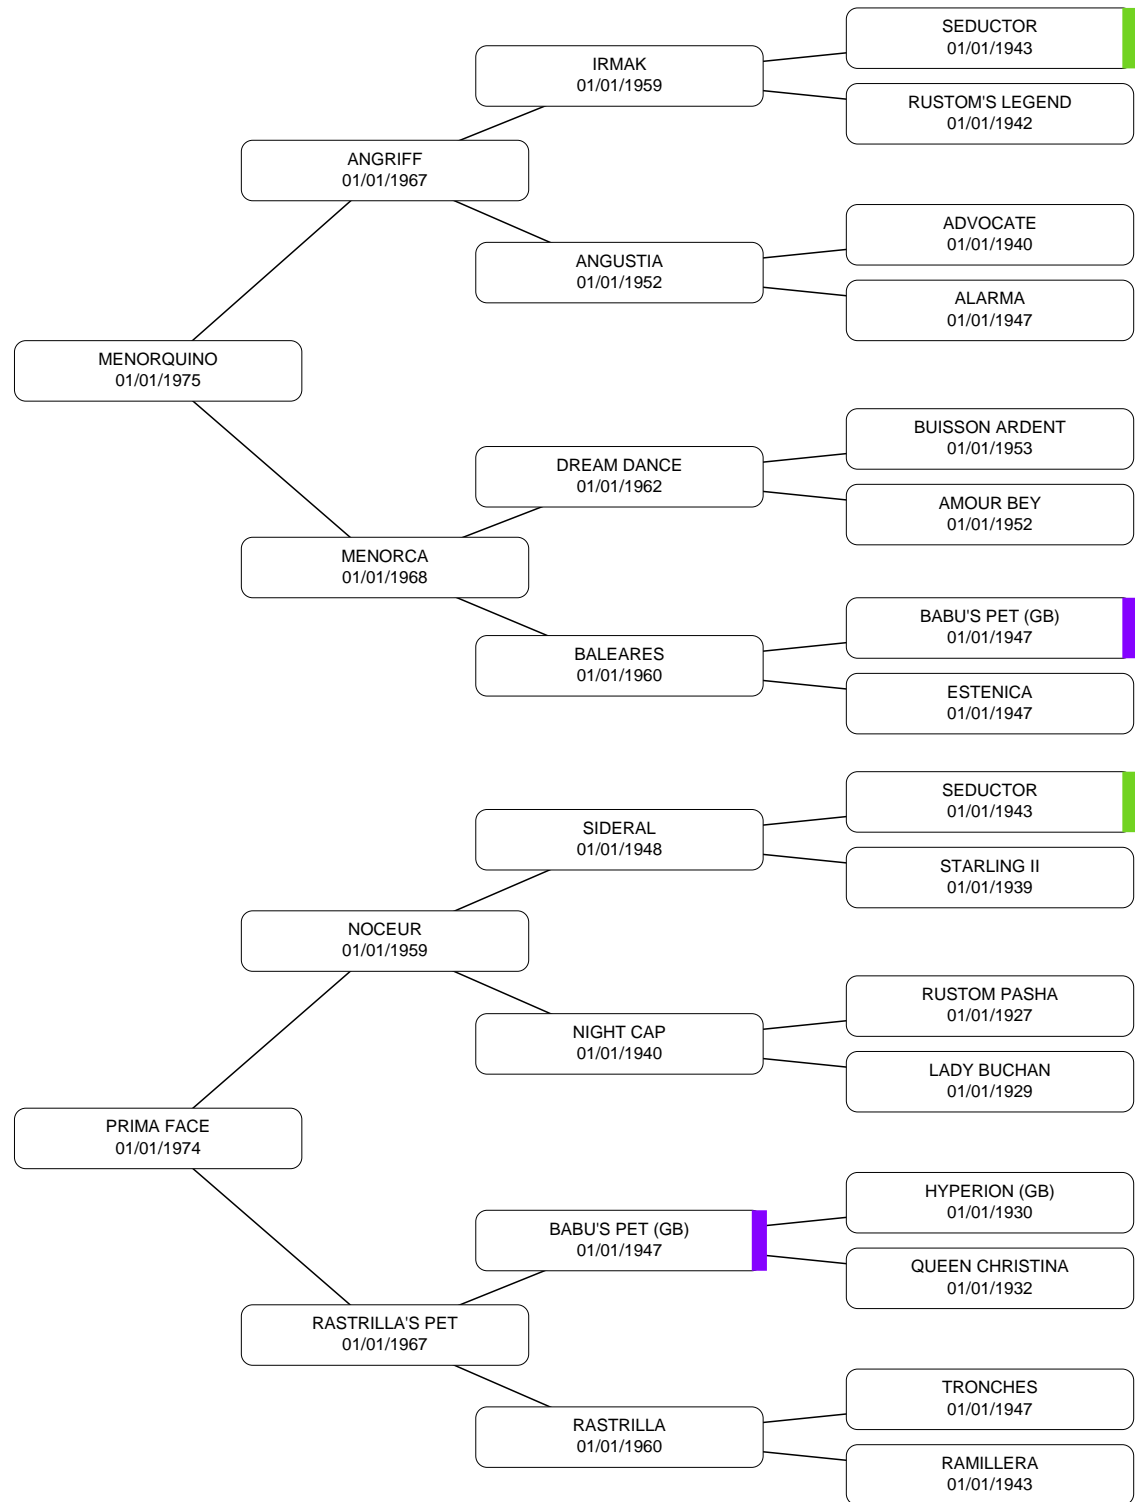 SEDUCTOR
01/01/1943
IRMAK
01/01/1959
RUSTOM'S LEGEND
01/01/1942
ANGRIFF
01/01/1967
ADVOCATE
01/01/1940
ANGUSTIA
01/01/1952
ALARMA
01/01/1947
MENORQUINO
01/01/1975
BUISSON ARDENT
01/01/1953
DREAM DANCE
01/01/1962
AMOUR BEY
01/01/1952
MENORCA
01/01/1968
BABU'S PET (GB)
01/01/1947
BALEARES
01/01/1960
ESTENICA
01/01/1947
SEDUCTOR
01/01/1943
SIDERAL
01/01/1948
STARLING II
01/01/1939
NOCEUR
01/01/1959
RUSTOM PASHA
01/01/1927
NIGHT CAP
01/01/1940
LADY BUCHAN
01/01/1929
PRIMA FACE
01/01/1974
HYPERION (GB)
01/01/1930
BABU'S PET (GB)
01/01/1947
QUEEN CHRISTINA
01/01/1932
RASTRILLA'S PET
01/01/1967
TRONCHES
01/01/1947
RASTRILLA
01/01/1960
RAMILLERA
01/01/1943